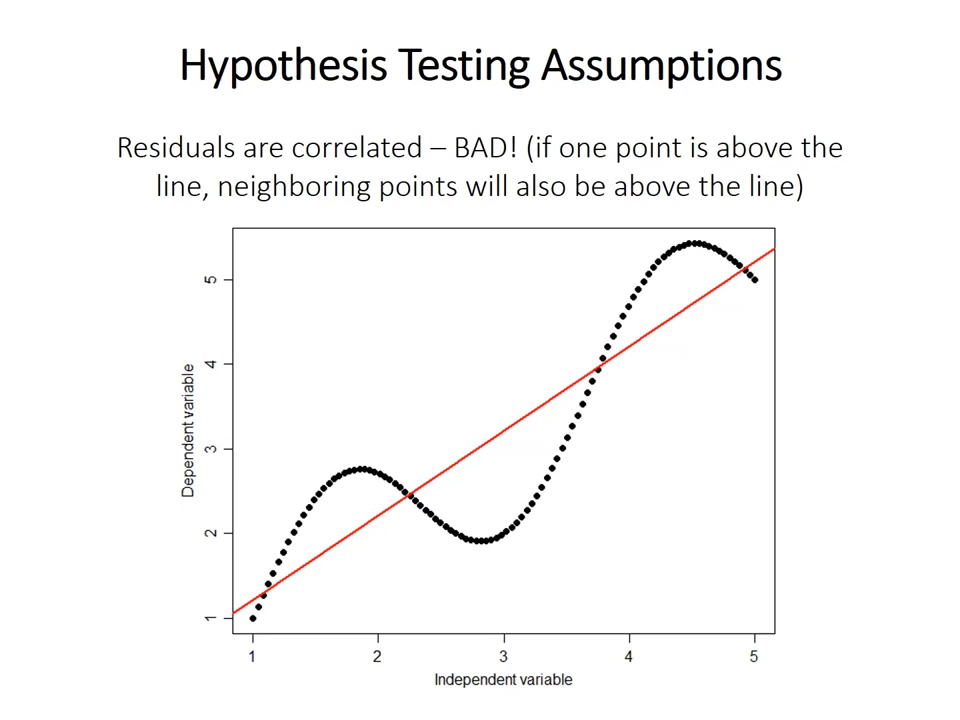 Hypothesis Testing Assumptions
Residuals are correlated – BAD! (if one point is above the
line, neighboring points will also be above the line)
5
4
3
2
1
Dependent variable
1 2 3 4 5
Independent variable